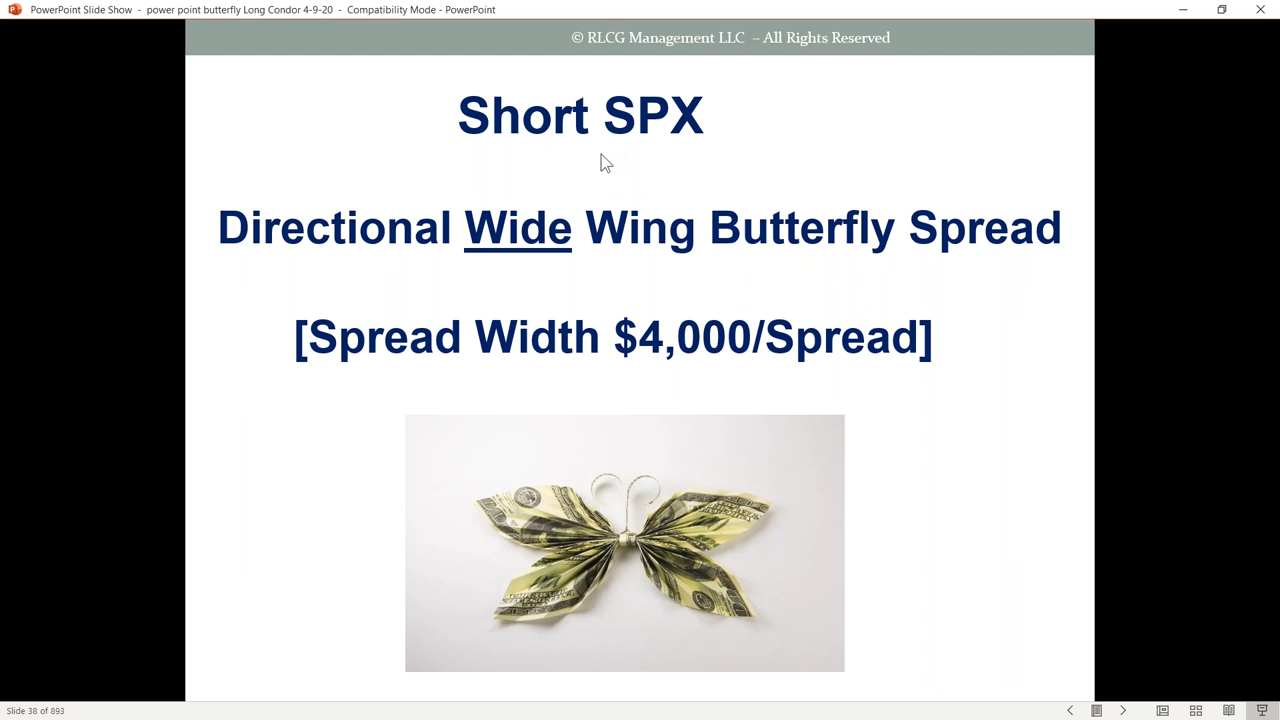 PowerPoint Slide Show - power point butterfly Long Condor 4-9-20 - Compatibility Mode - PowerPoint
© RLCG Management LLC – All Rights Reserved
Short SPX
Directional Wide Wing Butterfly Spread
[Spread Width $4,000/Spread]
Slide 38 of 893